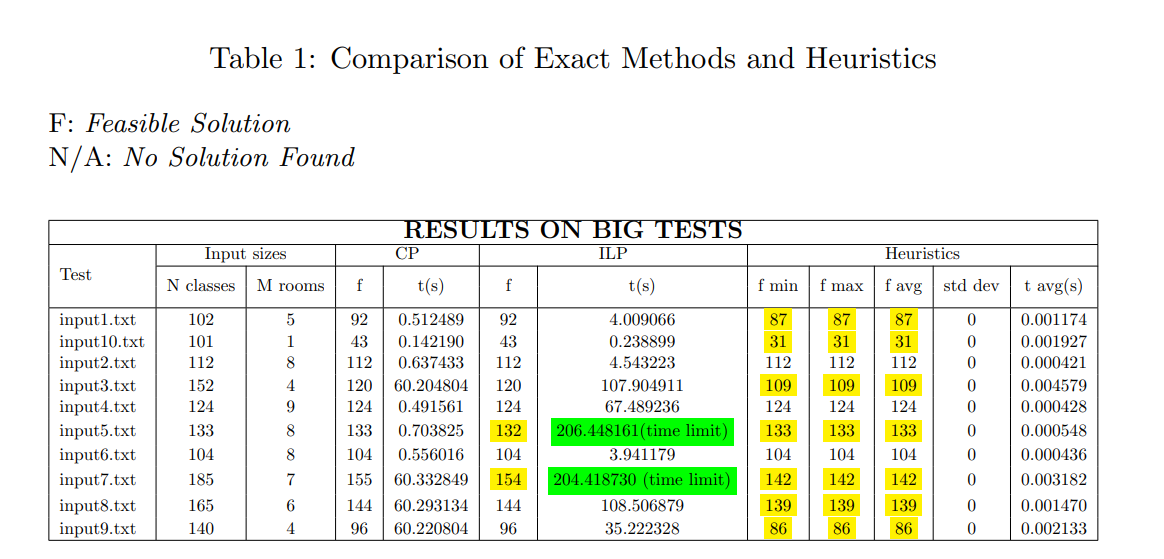 Table 1: Comparison of Exact Methods and Heuristics
F: Feasible Solution
N/A: No Solution Found
RESULTS ON BIG TESTS
Test Input sizes CP ILP Heuristics
N classes M rooms f t(s) f t(s) f min f max f avg std dev t avg(s)
input1.txt 102 5 92 0.512489 92 4.009066 87 87 87 0 0.001174
input10.txt 101 1 43 0.142190 43 0.238899 31 31 31 0 0.001927
input2.txt 112 8 112 0.637433 112 4.543223 112 112 112 0 0.000421
input3.txt 152 4 120 60.204804 120 107.904911 109 109 109 0 0.004579
input4.txt 124 9 124 0.491561 124 67.489236 124 124 124 0 0.000428
input5.txt 133 8 133 0.703825 132 206.448161(time limit) 133 133 133 0 0.000548
input6.txt 104 8 104 0.556016 104 3.941179 104 104 104 0 0.000436
input7.txt 185 7 155 60.332849 154 204.418730 (time limit) 142 142 142 0 0.003182
input8.txt 165 6 144 60.293134 144 108.506879 139 139 139 0 0.001470
input9.txt 140 4 96 60.220804 96 35.222328 86 86 86 0 0.002133